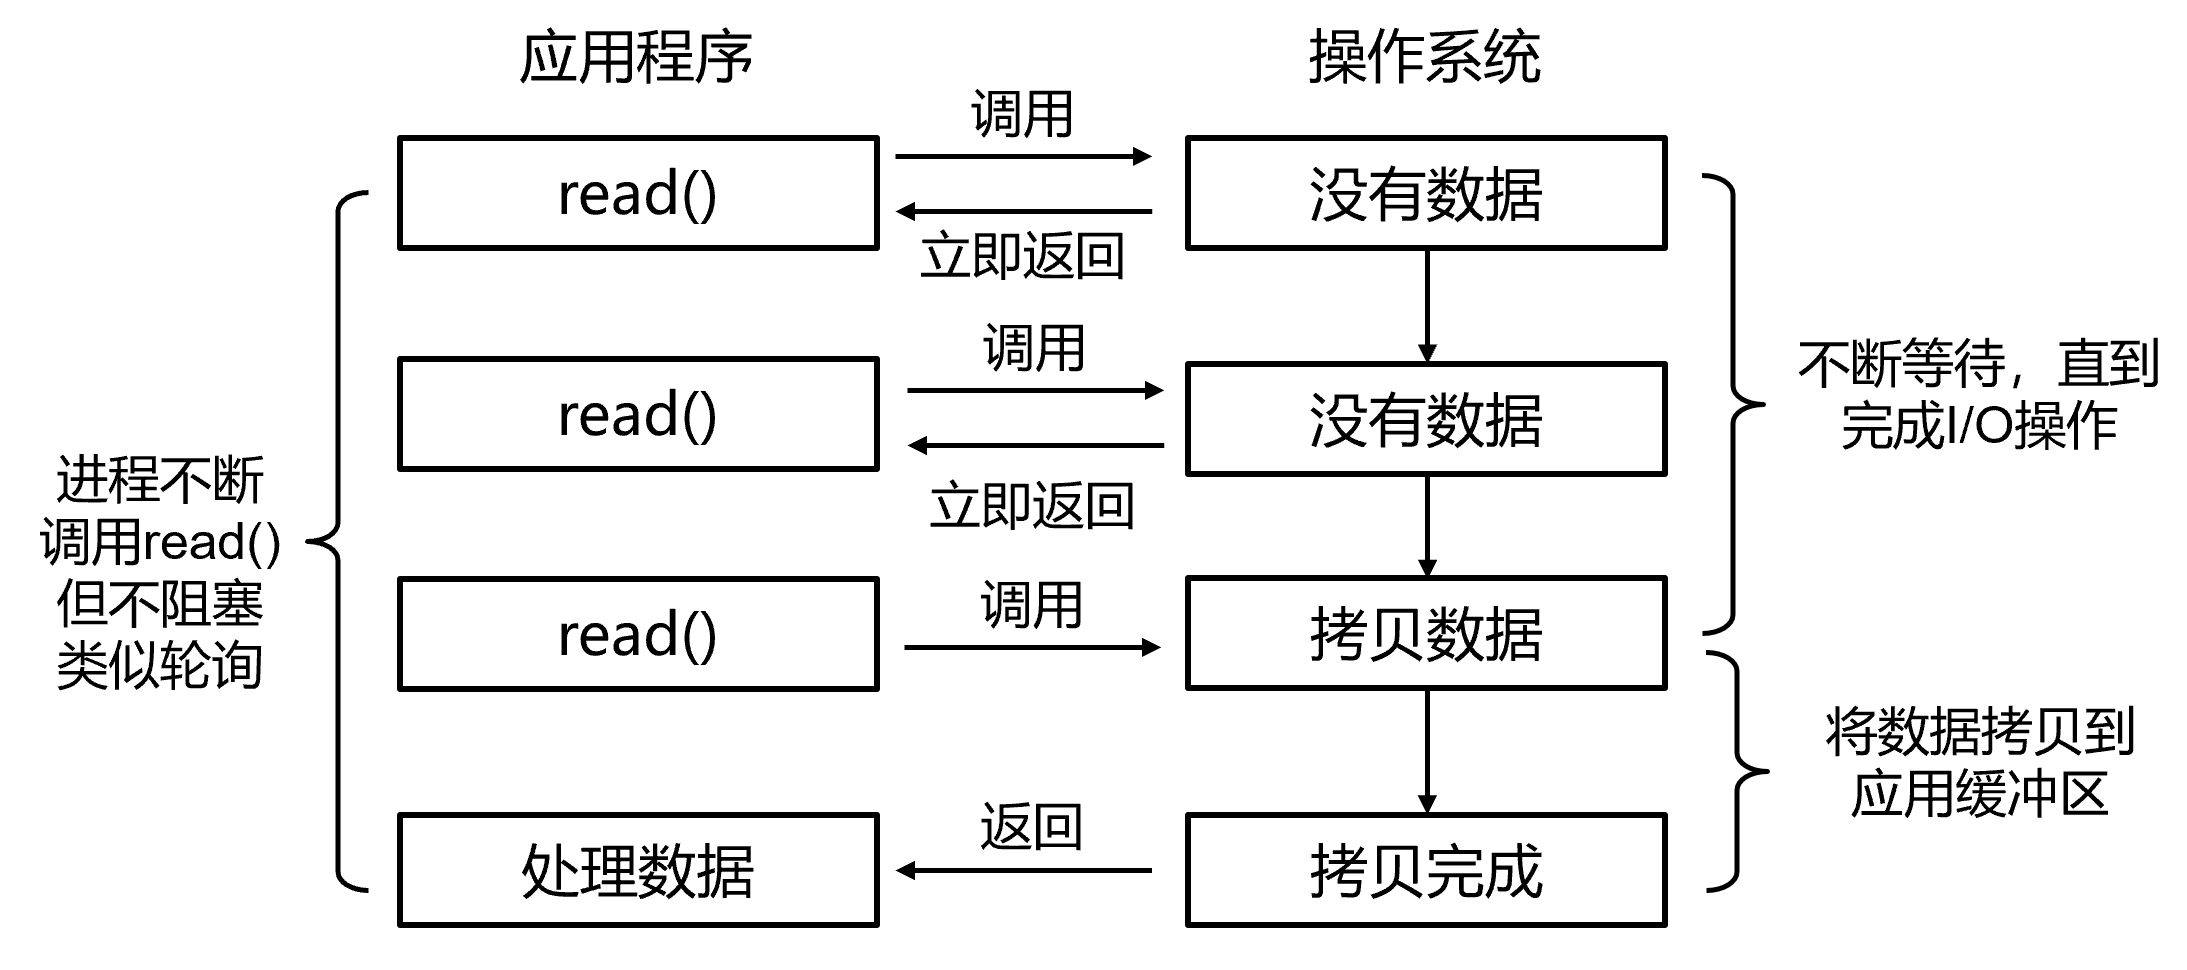 应用程序
操作系统
调用
read()
没有数据
立即返回
调用
read()
没有数据
立即返回
不断等待，直到
完成I/O操作
进程不断
调用read()
但不阻塞
类似轮询
调用
read()
拷贝数据
将数据拷贝到
应用缓冲区
返回
处理数据
拷贝完成